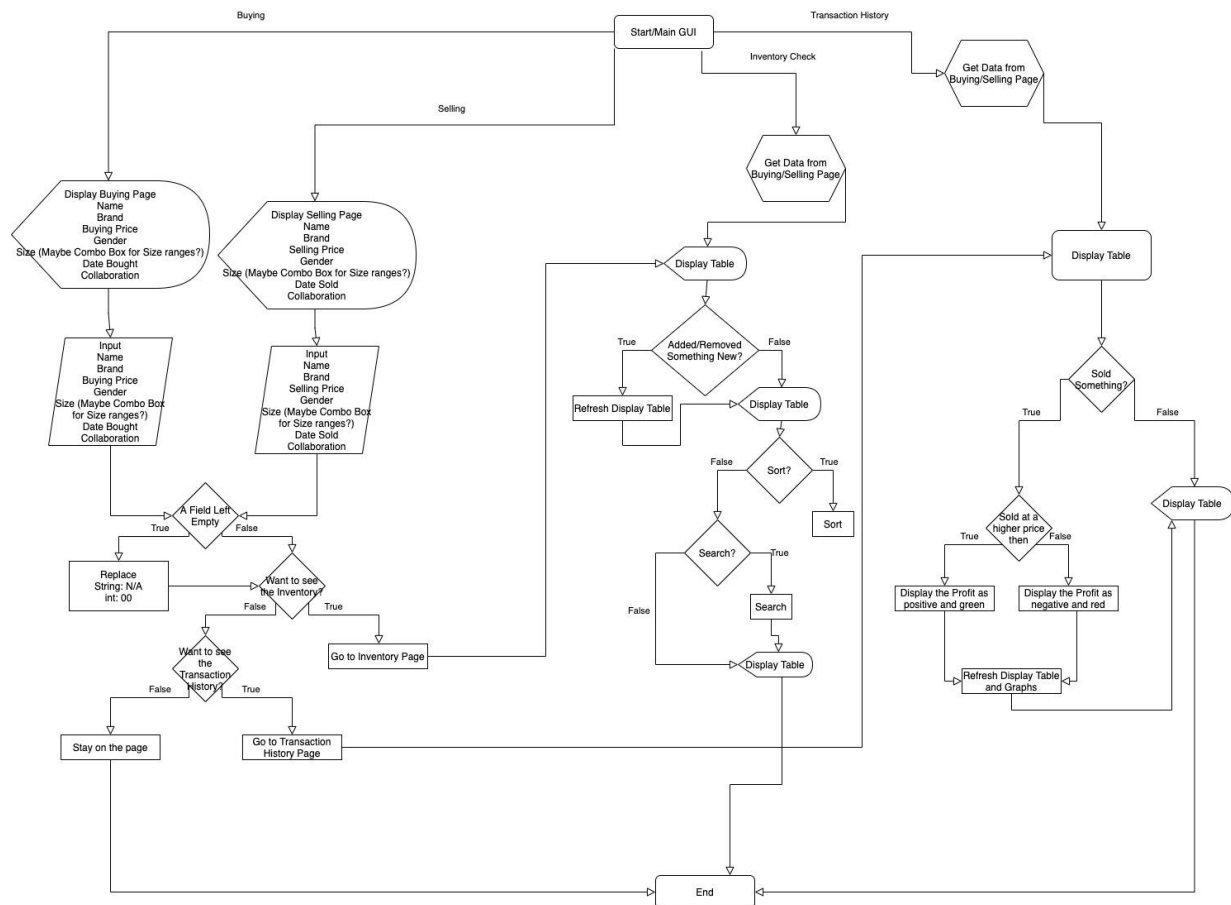 Buying
Transaction History
Start/Main GUI
Inventory Check
Get Data from
Buying/Selling Page
Selling
Get Data from
Buying/Selling Page
Display Buying Page
Name
Brand
Buying Price
Gender
Size (Maybe Combo Box for Size ranges?)
Date Bought
Collaboration
Display Selling Page
Name
Brand
Selling Price
Gender
Size (Maybe Combo Box for Size ranges?)
Date Sold
Collaboration
Display Table
Display Table
Input
Name
Brand
Buying Price
Gender
Size (Maybe Combo Box
for Size ranges?)
Date Bought
Collaboration
Input
Name
Brand
Selling Price
Gender
Size (Maybe Combo Box
for Size ranges?)
Date Sold
Collaboration
True
Added/Removed
Something New?
False
Refresh Display Table
Display Table
Sold
Something?
True
False
False
Sort?
True
Sort
A Field Left
Empty
True
False
Replace
String: N/A
int: 00
Want to see
the Inventory?
False
True
Go to Inventory Page
Want to see
the
Transaction
History?
False
True
Stay on the page
Go to Transaction
History Page
Search?
True
False
Search
Display Table
Display Table
Sold at a
higher price
then
True
False
Display the Profit as
positive and green
Display the Profit as
negative and red
Refresh Display Table
and Graphs
End